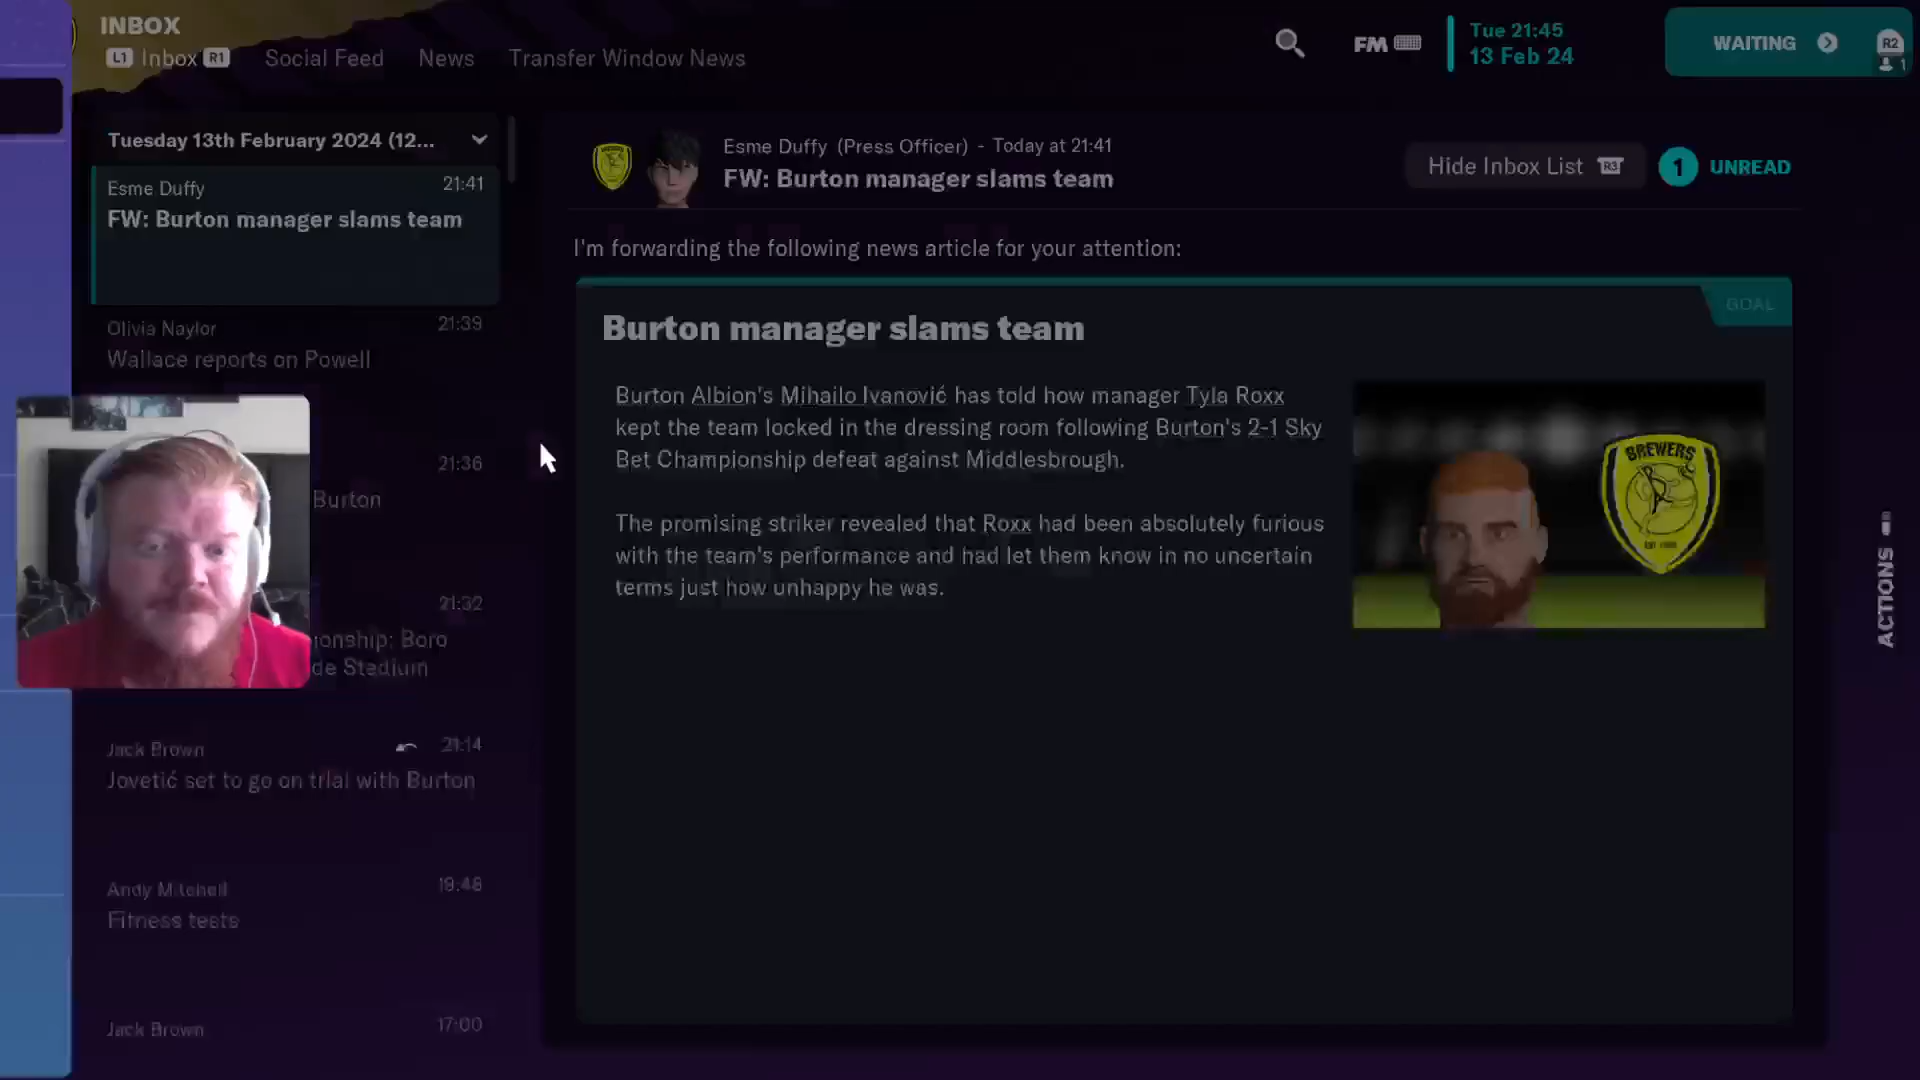 INBOX
L1 Inbox R1 Social Feed News Transfer Window News
FM
Tue 21:45
13 Feb 24
WAITING
R2
1
Tuesday 13th February 2024 (12...
Esme Duffy 21:41
FW: Burton manager slams team
Olivia Naylor 21:39
Wallace reports on Powell
21:36
Burton
21:32
ionship: Boro
de Stadium
Jack Brown 21:14
Jovetić set to go on trial with Burton
Andy Mitchell 19:48
Fitness tests
Jack Brown 17:00
Esme Duffy (Press Officer) - Today at 21:41
FW: Burton manager slams team
Hide Inbox List R3
1 UNREAD
I'm forwarding the following news article for your attention:
GOAL
Burton manager slams team
Burton Albion's Mihailo Ivanović has told how manager Tyla Roxx
kept the team locked in the dressing room following Burton's 2-1 Sky
Bet Championship defeat against Middlesbrough.
The promising striker revealed that Roxx had been absolutely furious
with the team's performance and had let them know in no uncertain
terms just how unhappy he was.
BREWERS
ACTIONS